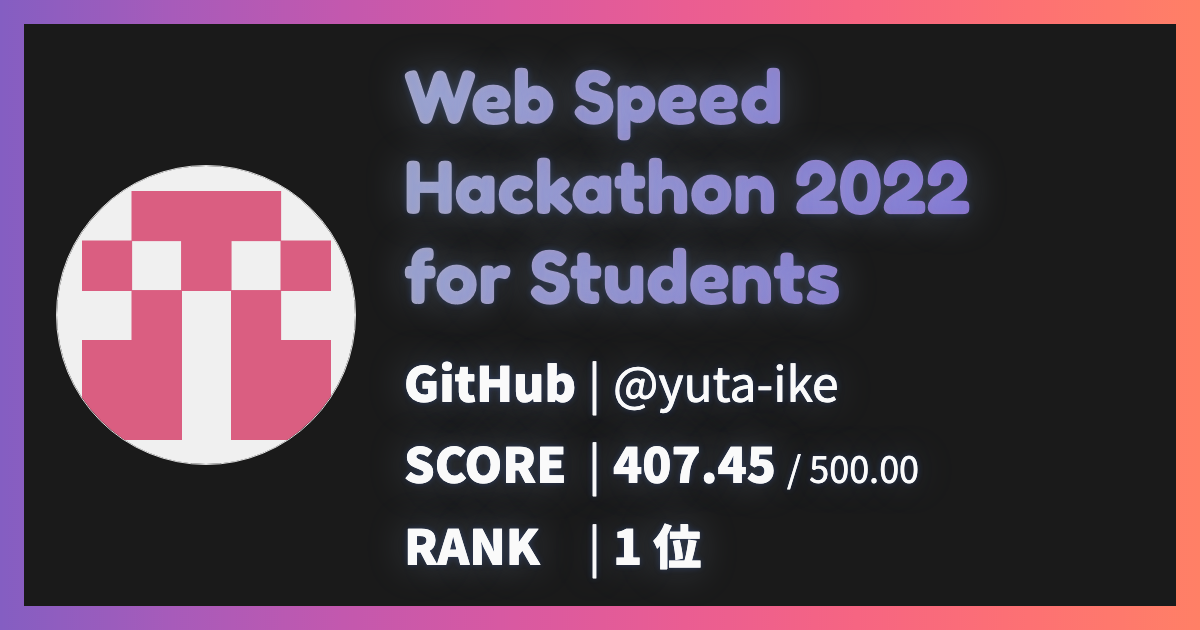 Web Speed
Hackathon 2022
for Students
GitHub | @yuta-ike
SCORE | 407.45 / 500.00
RANK | 1 位